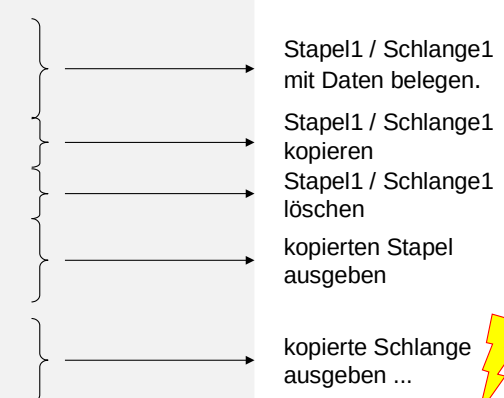 Stapel1 / Schlange1
mit Daten belegen.
Stapel1 / Schlange1
kopieren
Stapel1 / Schlange1
löschen
kopierten Stapel
ausgeben
kopierte Schlange
ausgeben ...